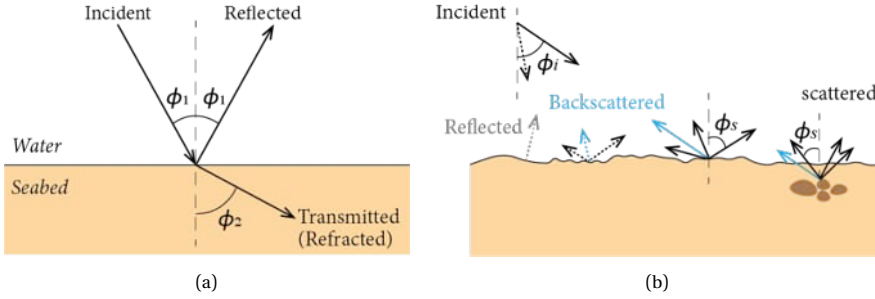 Incident
Reflected
ϕ1
ϕ1
Water
Seabed
ϕ2
Transmitted
(Refracted)
(a)
Incident
ϕi
Backscattered
scattered
Reflected
ϕs
ϕs
(b)